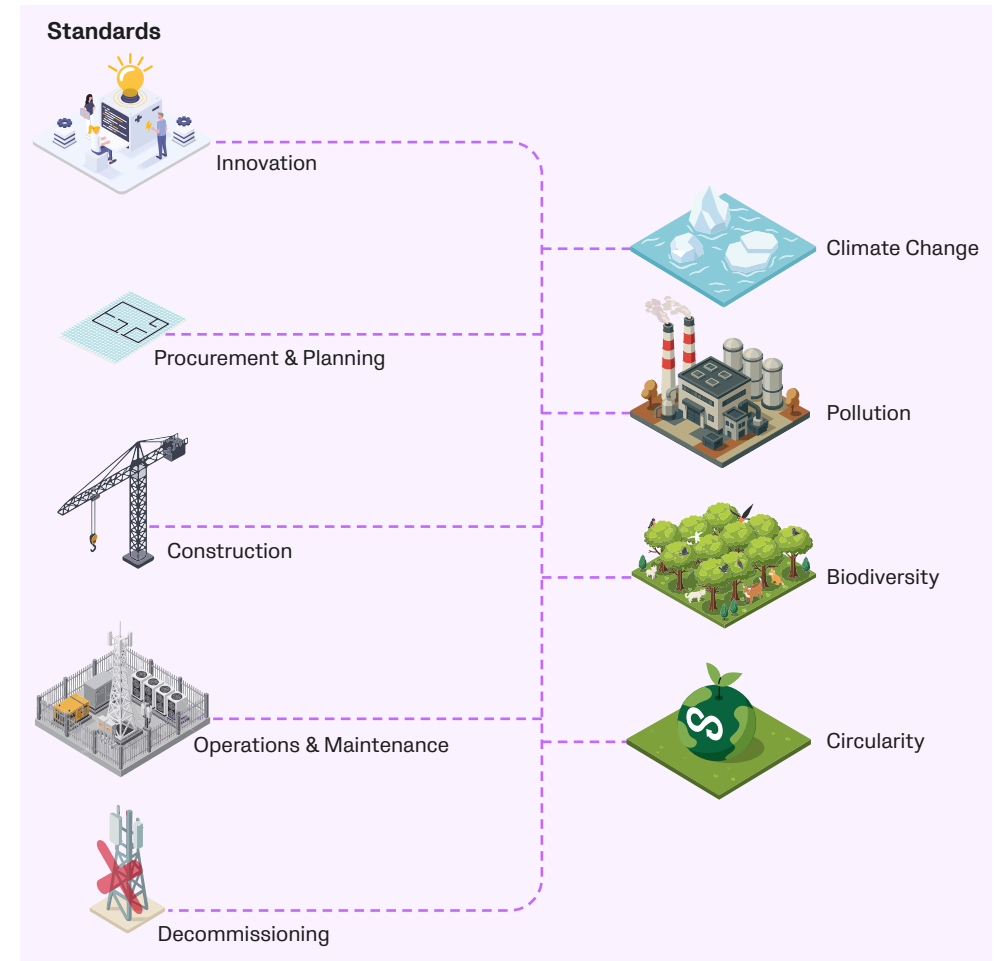 Standards
Innovation
Climate Change
Procurement & Planning
Pollution
Construction
Biodiversity
Operations & Maintenance
Circularity
Decommissioning